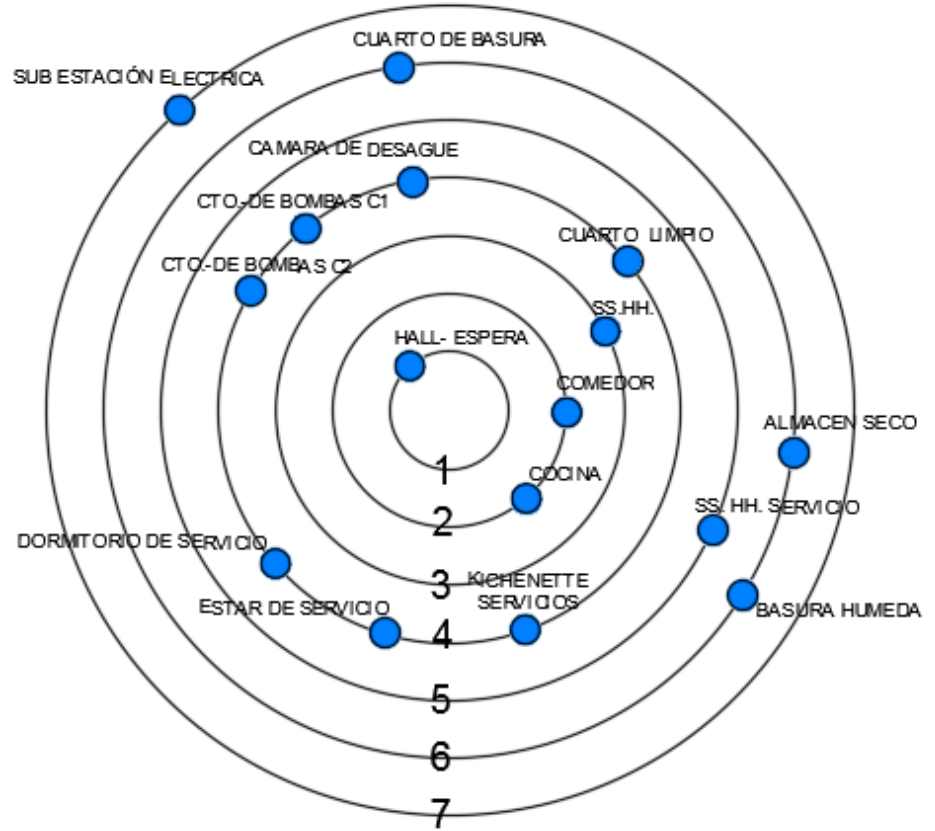 CUARTO DE BASURA
SUB ESTACIÓN ELECTRICA
CAMARA DE DESAGUE
CTO.-DE BOMBAS C1
CUARTO LIMPIO
CTO.-DE BOMBAS C2
SS.HH.
HALL- ESPERA
COMEDOR
ALMACEN SECO
1
COCINA
SS. HH. SERVICIO
2
DORMITORIO DE SERVICIO
3
KICHENETTE
SERVICIOS
ESTAR DE SERVICIO
BASURA HUMEDA
4
5
6
7